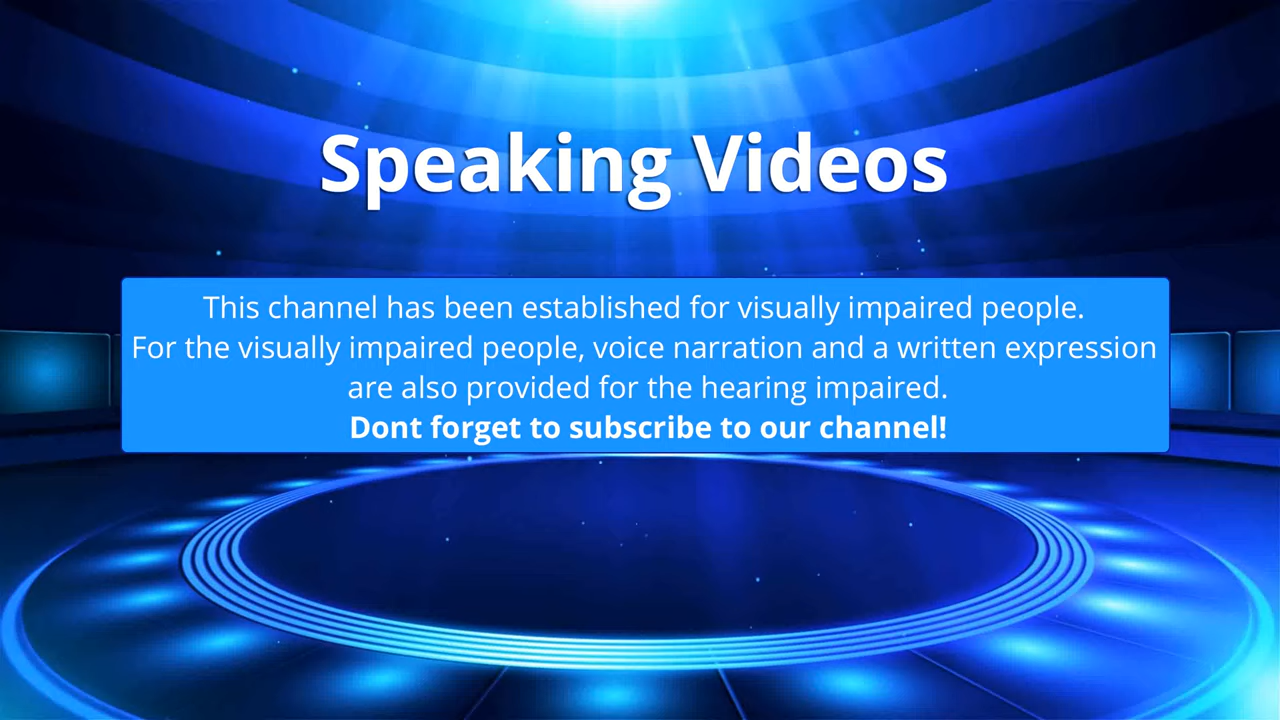 Speaking Videos
This channel has been established for visually impaired people.
For the visually impaired people, voice narration and a written expression
are also provided for the hearing impaired.
Dont forget to subscribe to our channel!